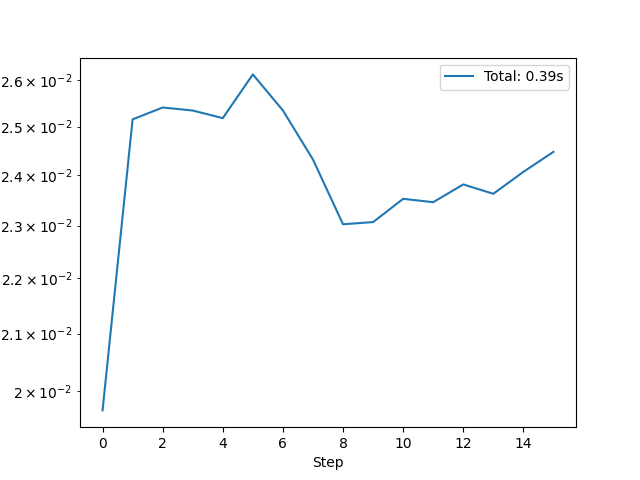 Total: 0.39s
2.6 × 10⁻²
2.5 × 10⁻²
2.4 × 10⁻²
2.3 × 10⁻²
2.2 × 10⁻²
2.1 × 10⁻²
2 × 10⁻²
0 2 4 6 8 10 12 14
Step